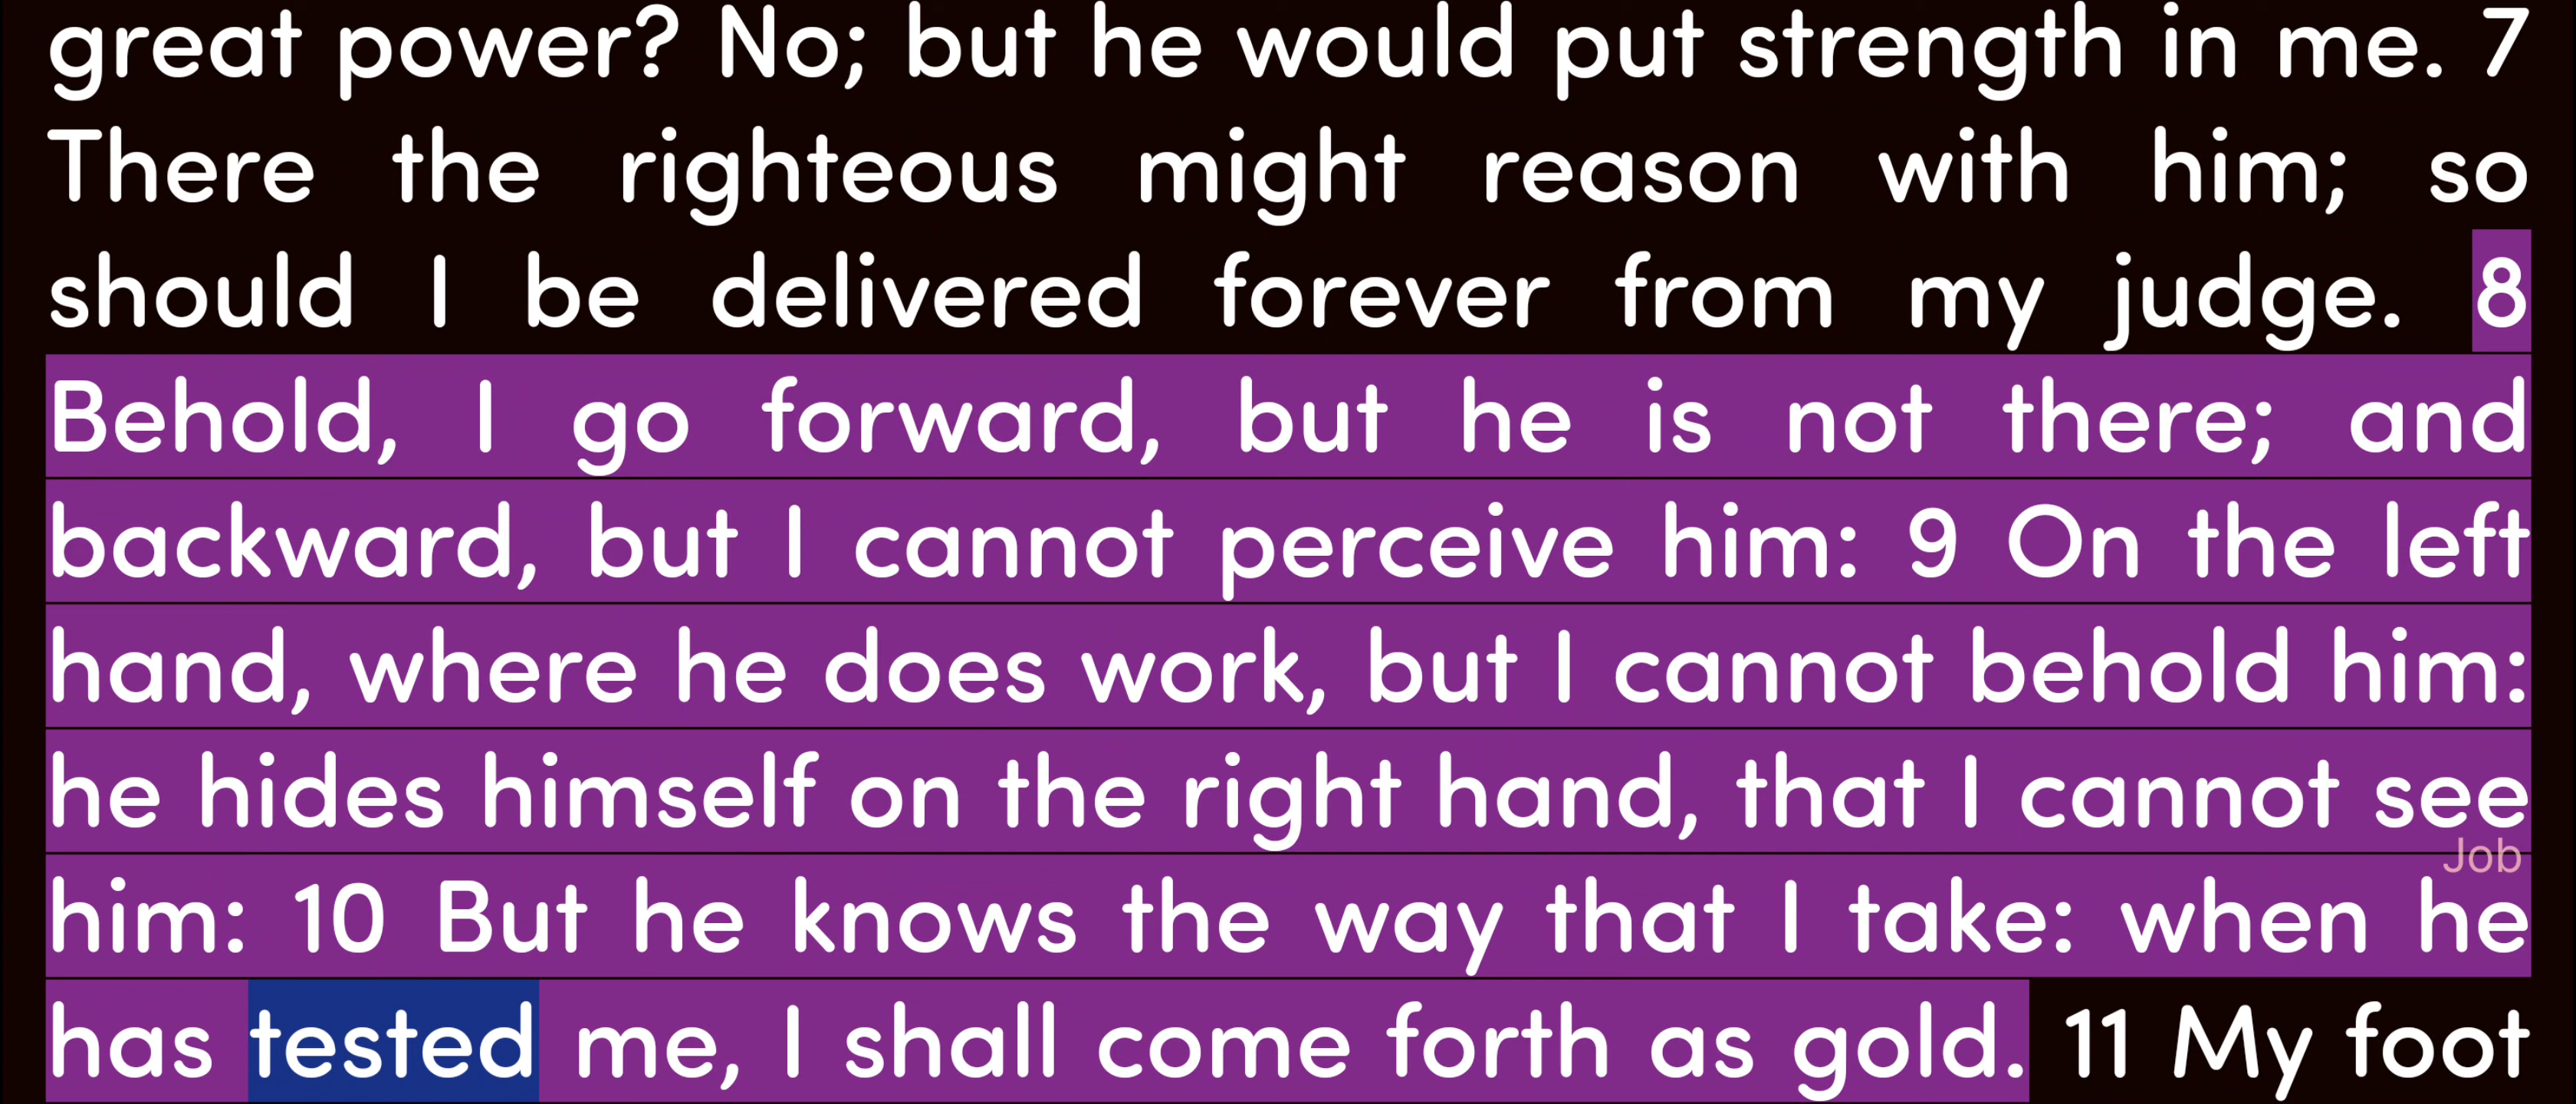 great power? No; but he would put strength in me. 7
There the righteous might reason with him; so
should I be delivered forever from my judge. 8
Behold, I go forward, but he is not there; and
backward, but I cannot perceive him: 9 On the left
hand, where he does work, but I cannot behold him:
he hides himself on the right hand, that I cannot see
Job
him: 10 But he knows the way that I take: when he
has tested me, I shall come forth as gold. 11 My foot